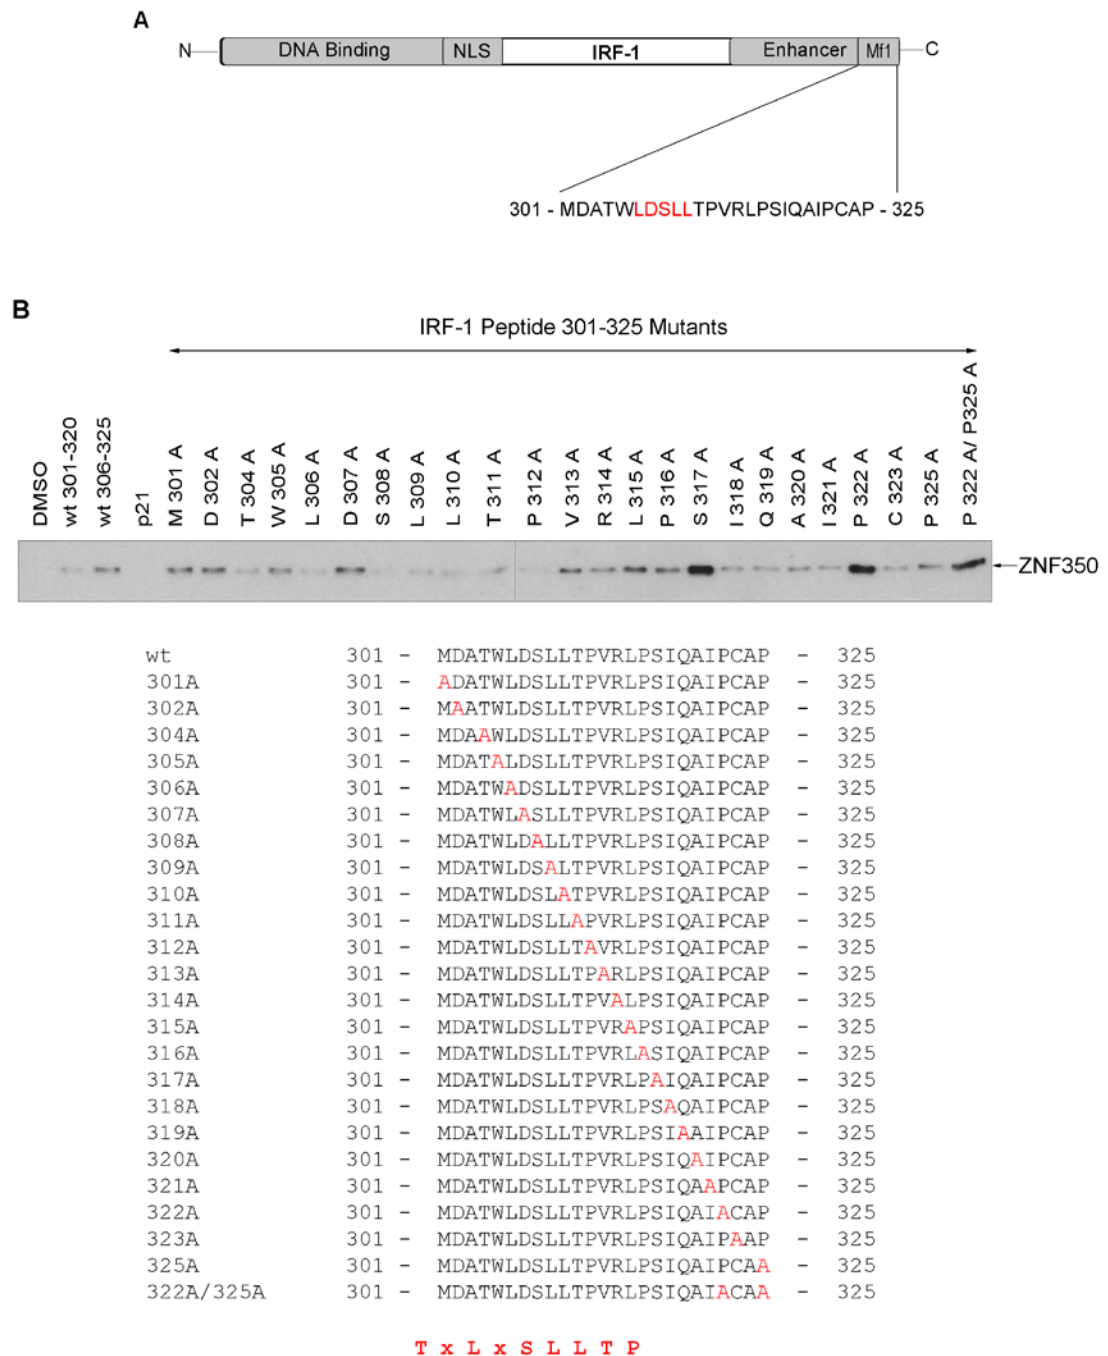 A
N
DNA Binding
NLS
IRF-1
Enhancer
Mf1
C
301 - MDATWLDSLLTPVRLPSIQAIPCAP - 325
B
IRF-1 Peptide 301-325 Mutants
DMSO
wt 301-320
wt 306-325
p21
M 301 A
D 302 A
T 304 A
W 305 A
L 306 A
D 307 A
S 308 A
L 309 A
L 310 A
T 311 A
P 312 A
V 313 A
R 314 A
L 315 A
P 316 A
S 317 A
I 318 A
Q 319 A
A 320 A
I 321 A
P 322 A
C 323 A
P 325 A
P 322 A/ P325 A
ZNF350
wt 301 - MDATWLDSLLTPVRLPSIQAIPCAP - 325
301A 301 - ADATWLDSLLTPVRLPSIQAIPCAP - 325
302A 301 - MAATWLDSLLTPVRLPSIQAIPCAP - 325
304A 301 - MDAAWLDSLLTPVRLPSIQAIPCAP - 325
305A 301 - MDATALDSLLTPVRLPSIQAIPCAP - 325
306A 301 - MDATWADSLLTPVRLPSIQAIPCAP - 325
307A 301 - MDATWLASLLTPVRLPSIQAIPCAP - 325
308A 301 - MDATWLDALLTPVRLPSIQAIPCAP - 325
309A 301 - MDATWLDSALTPVRLPSIQAIPCAP - 325
310A 301 - MDATWLDSLATPVRLPSIQAIPCAP - 325
311A 301 - MDATWLDSLLAPVRLPSIQAIPCAP - 325
312A 301 - MDATWLDSLLTAVRLPSIQAIPCAP - 325
313A 301 - MDATWLDSLLTPARLPSIQAIPCAP - 325
314A 301 - MDATWLDSLLTPVALPSIQAIPCAP - 325
315A 301 - MDATWLDSLLTPVRAPSIQAIPCAP - 325
316A 301 - MDATWLDSLLTPVRLASIQAIPCAP - 325
317A 301 - MDATWLDSLLTPVRLPAIQAIPCAP - 325
318A 301 - MDATWLDSLLTPVRLPSAQAIPCAP - 325
319A 301 - MDATWLDSLLTPVRLPSIAAIPCAP - 325
320A 301 - MDATWLDSLLTPVRLPSIQAIPCAP - 325
321A 301 - MDATWLDSLLTPVRLPSIQAAPCAP - 325
322A 301 - MDATWLDSLLTPVRLPSIQAIACAP - 325
323A 301 - MDATWLDSLLTPVRLPSIQAIPAAP - 325
325A 301 - MDATWLDSLLTPVRLPSIQAIPCAA - 325
322A/325A 301 - MDATWLDSLLTPVRLPSIQAIACAA - 325
T x L x S L L T P